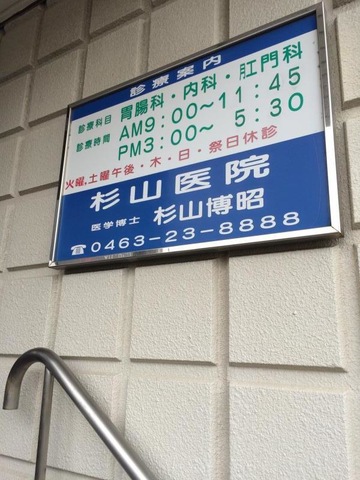 診療案内
診療科目 胃腸科・内科・肛門科
診療時間 AM9:00~11:45
PM3:00~ 5:30
火曜、土曜午後・木・日・祭日休診
杉山医院
医学博士 杉山博昭
☎0463-23-8888